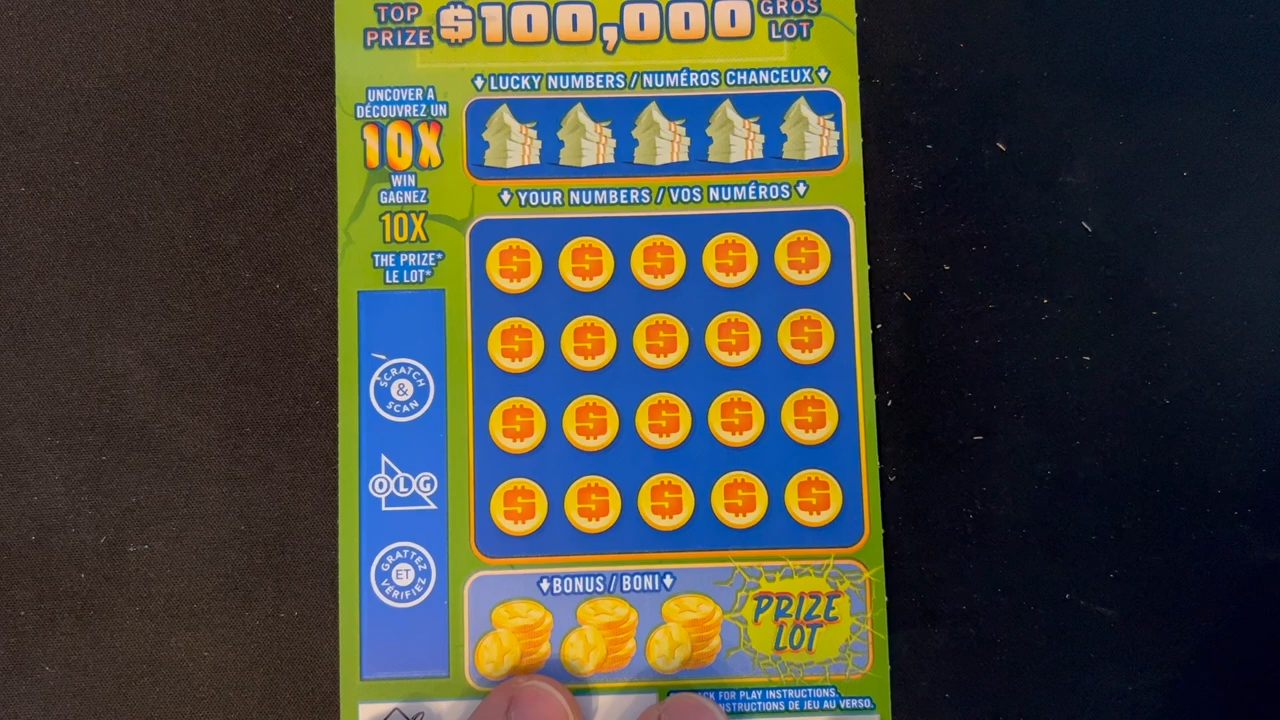 TOP PRIZE $100,000 GROS LOT
LUCKY NUMBERS / NUMÉROS CHANCEUX
UNCOVER A
DÉCOUVREZ UN
10X
WIN
GAGNEZ
10X
THE PRIZE*
LE LOT*
YOUR NUMBERS / VOS NUMÉROS
SCRATCH & SCAN
OLG
GRATTEZ ET VÉRIFIEZ
BONUS / BONI
PRIZE
LOT
FOR PLAY INSTRUCTIONS.
DE JEU AU VERSO.